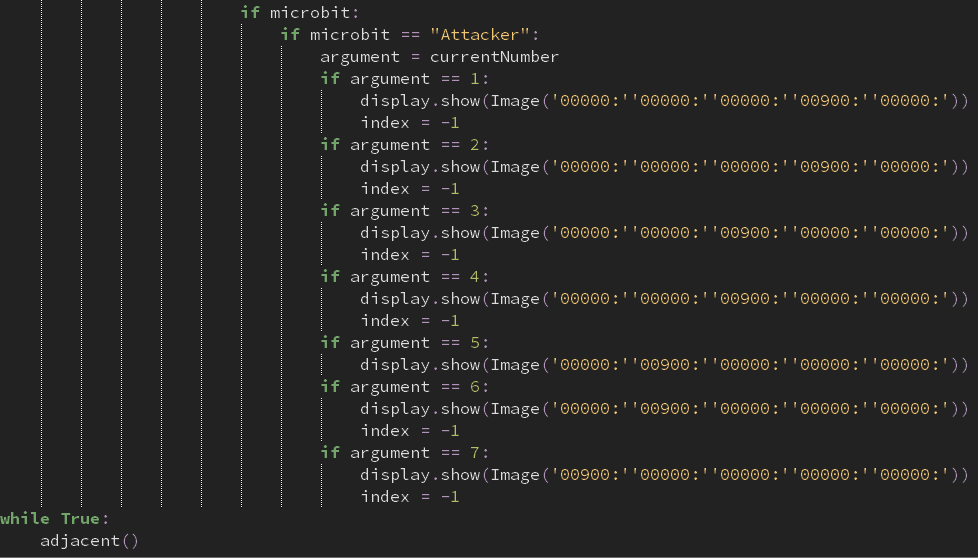 if microbit:
if microbit == "Attacker":
argument = currentNumber
if argument == 1:
display.show(Image('00000:''00000:''00000:''00900:''00000:'))
index = -1
if argument == 2:
display.show(Image('00000:''00000:''00000:''00900:''00000:'))
index = -1
if argument == 3:
display.show(Image('00000:''00000:''00900:''00000:''00000:'))
index = -1
if argument == 4:
display.show(Image('00000:''00000:''00900:''00000:''00000:'))
index = -1
if argument == 5:
display.show(Image('00000:''00900:''00000:''00000:''00000:'))
if argument == 6:
display.show(Image('00000:''00900:''00000:''00000:''00000:'))
index = -1
if argument == 7:
display.show(Image('00900:''00000:''00000:''00000:''00000:'))
index = -1
while True:
adjacent()